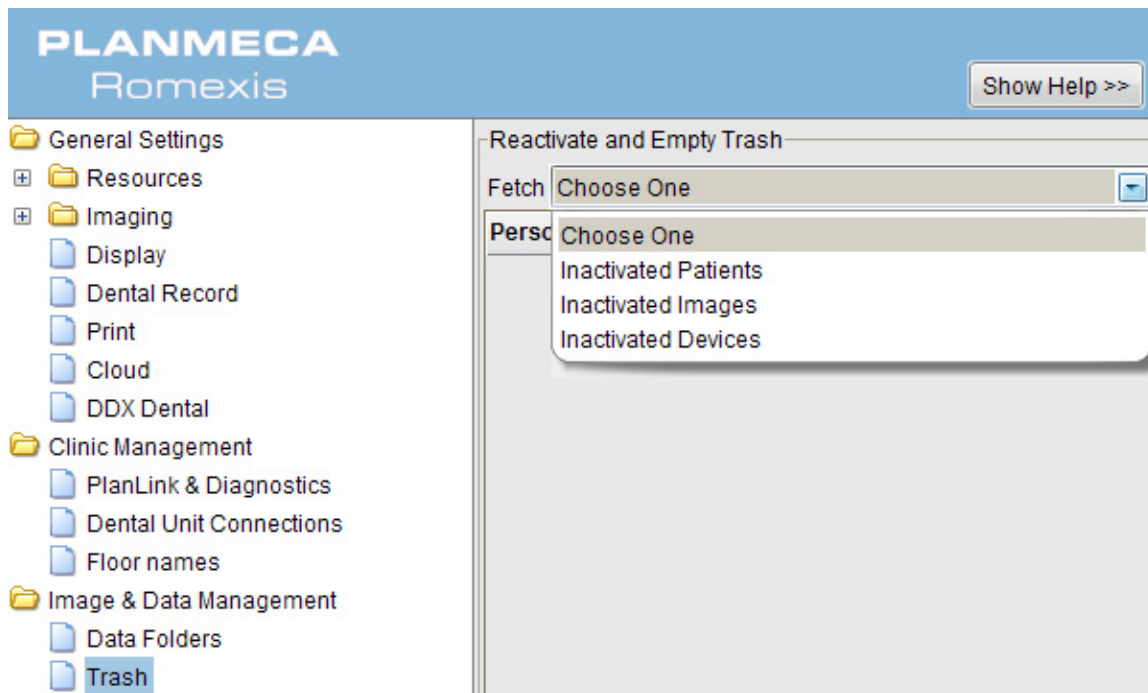 PLANMECA
Romexis
Show Help >>
General Settings
Resources
Imaging
Display
Dental Record
Print
Cloud
DDX Dental
Clinic Management
PlanLink & Diagnostics
Dental Unit Connections
Floor names
Image & Data Management
Data Folders
Trash
Reactivate and Empty Trash
Fetch Choose One
Perso
Choose One
Inactivated Patients
Inactivated Images
Inactivated Devices